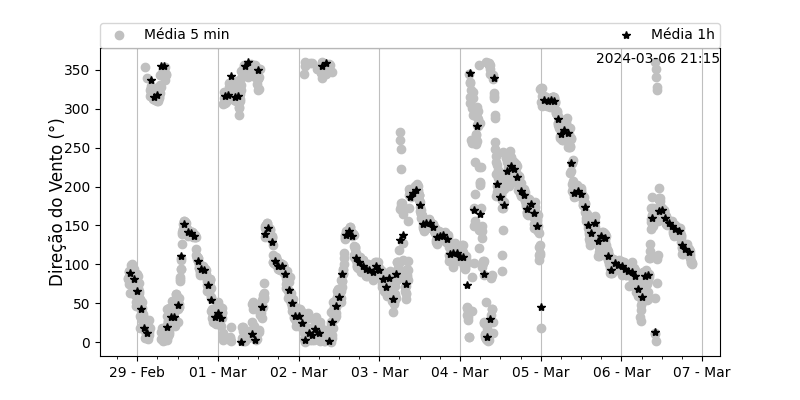 Média 5 min
Média 1h
2024-03-06 21:15
Direção do Vento (°)
350
300
250
200
150
100
50
0
29 - Feb
01 - Mar
02 - Mar
03 - Mar
04 - Mar
05 - Mar
06 - Mar
07 - Mar